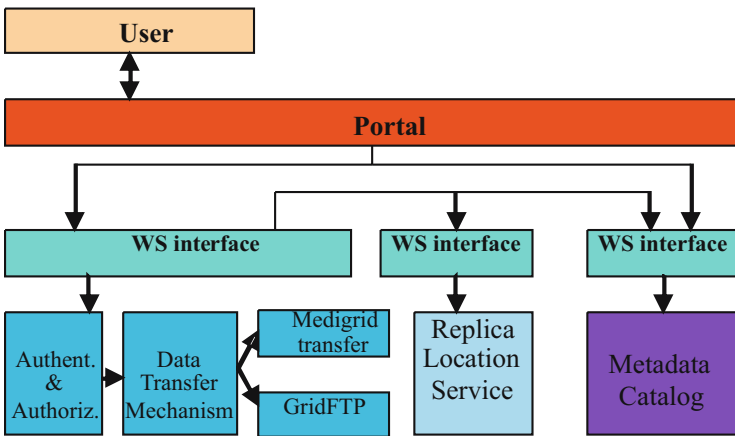 User
Portal
WS interface
WS interface
WS interface
Authent.
&
Authoriz.
Data
Transfer
Mechanism
Medigrid
transfer
GridFTP
Replica
Location
Service
Metadata
Catalog